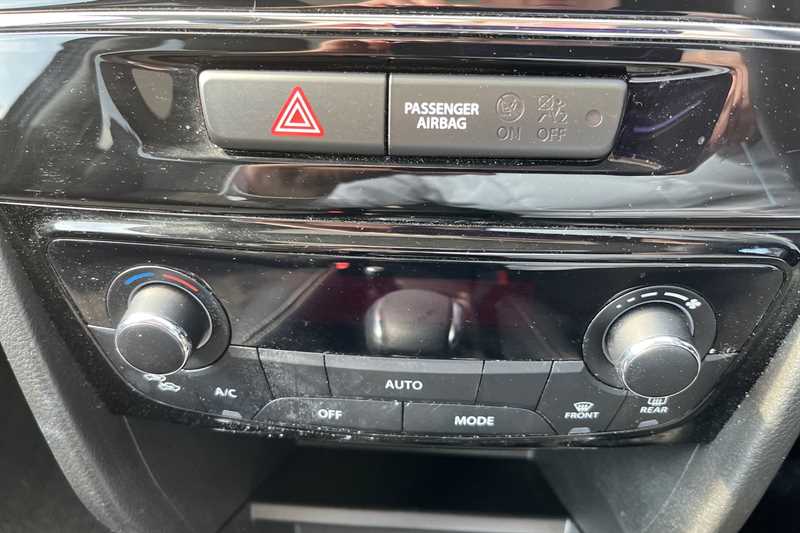 PASSENGER
AIRBAG
ON OFF
A/C
AUTO
OFF
MODE
FRONT
REAR